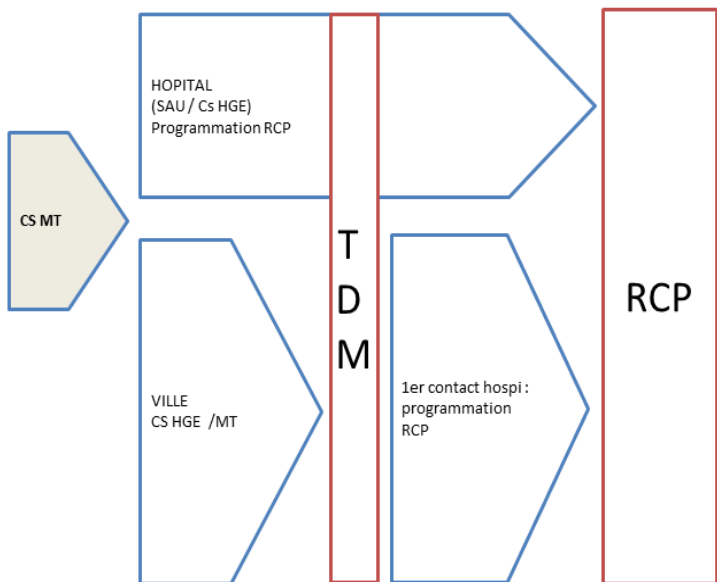 HOPITAL
(SAU / Cs HGE)
Programmation RCP
CS MT
T
D
M
RCP
VILLE
CS HGE /MT
1er contact hospi :
programmation
RCP